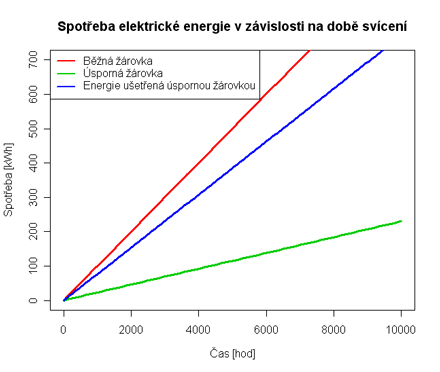 Spotřeba elektrické energie v závislosti na době svícení
Běžná žárovka
Úsporná žárovka
Energie ušetřená úspornou žárovkou
Spotřeba [kWh]
700
600
500
400
300
200
100
0
0 2000 4000 6000 8000 10000
Čas [hod]